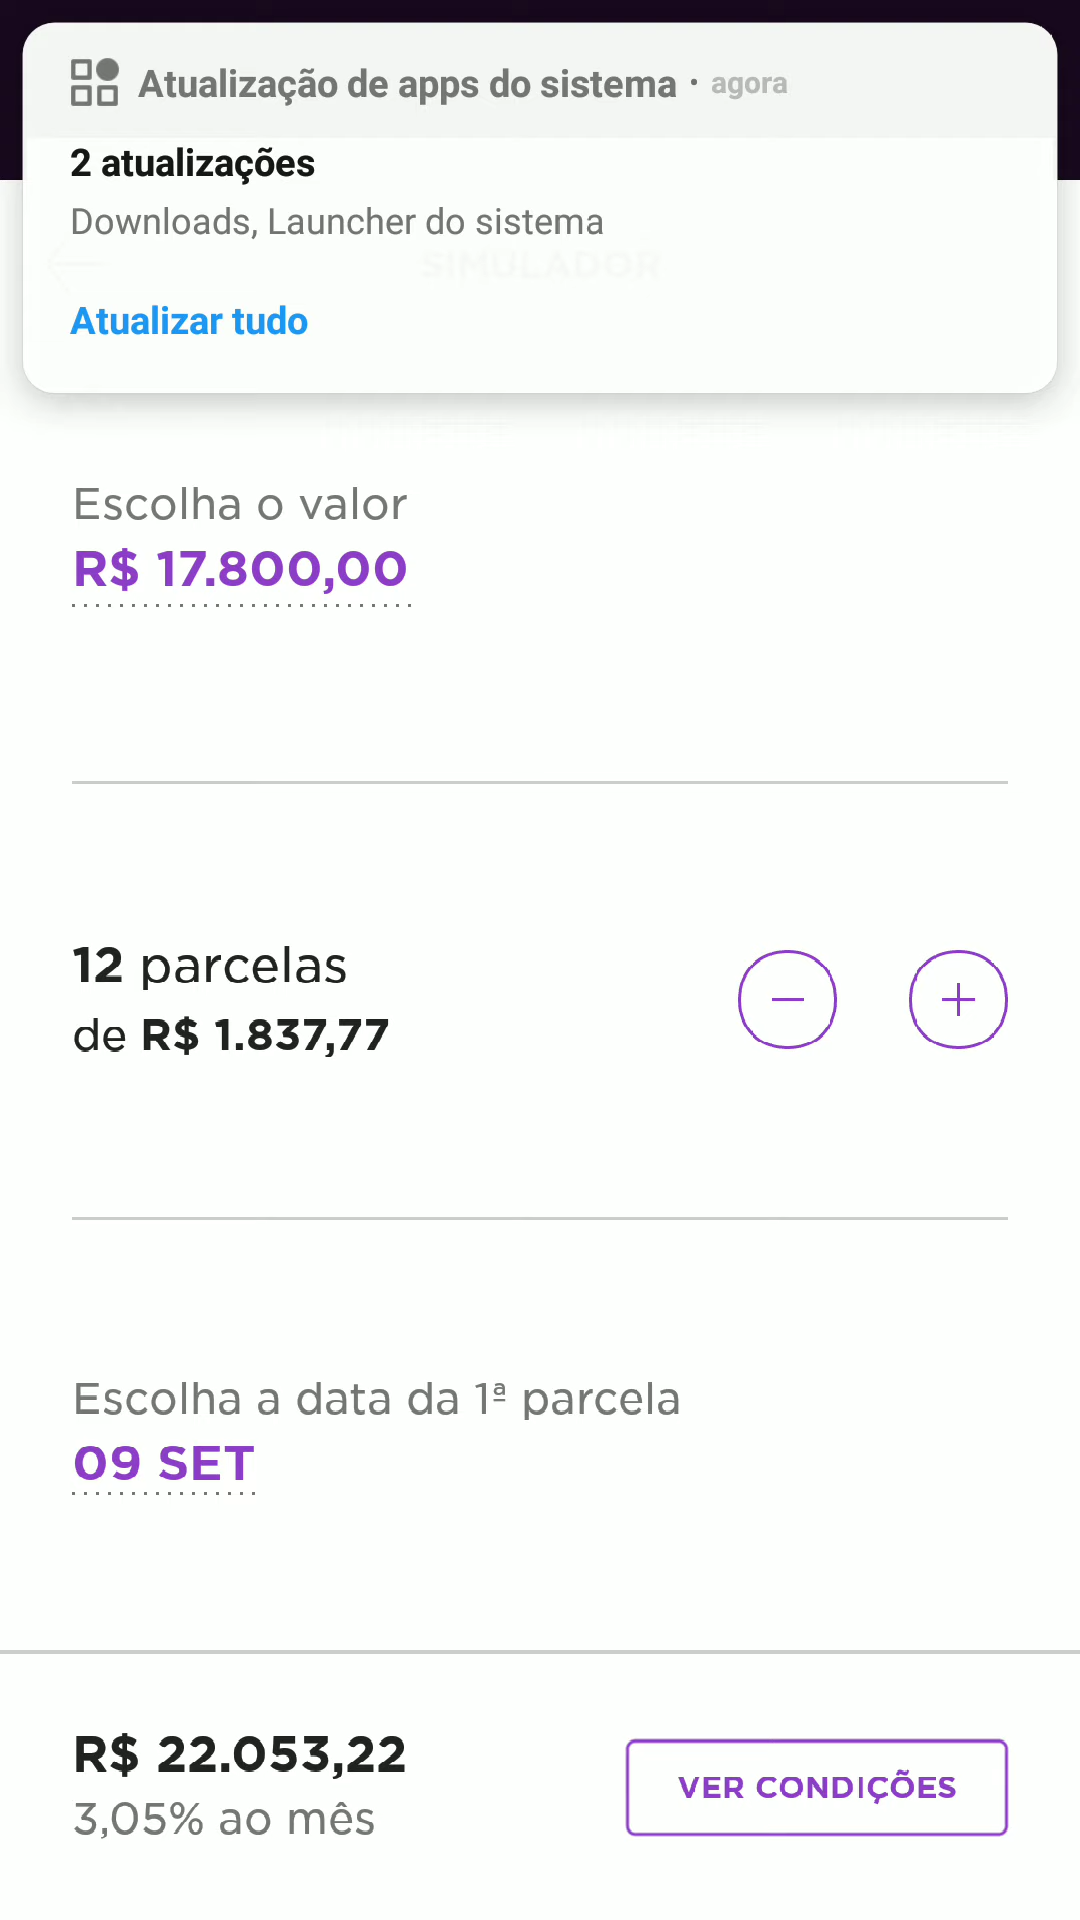 Atualização de apps do sistema · agora
2 atualizações
Downloads, Launcher do sistema
SIMULADOR
Atualizar tudo
Escolha o valor
R$ 17.800,00
12 parcelas
de R$ 1.837,77
Escolha a data da 1ª parcela
09 SET
R$ 22.053,22
3,05% ao mês
VER CONDIÇÕES